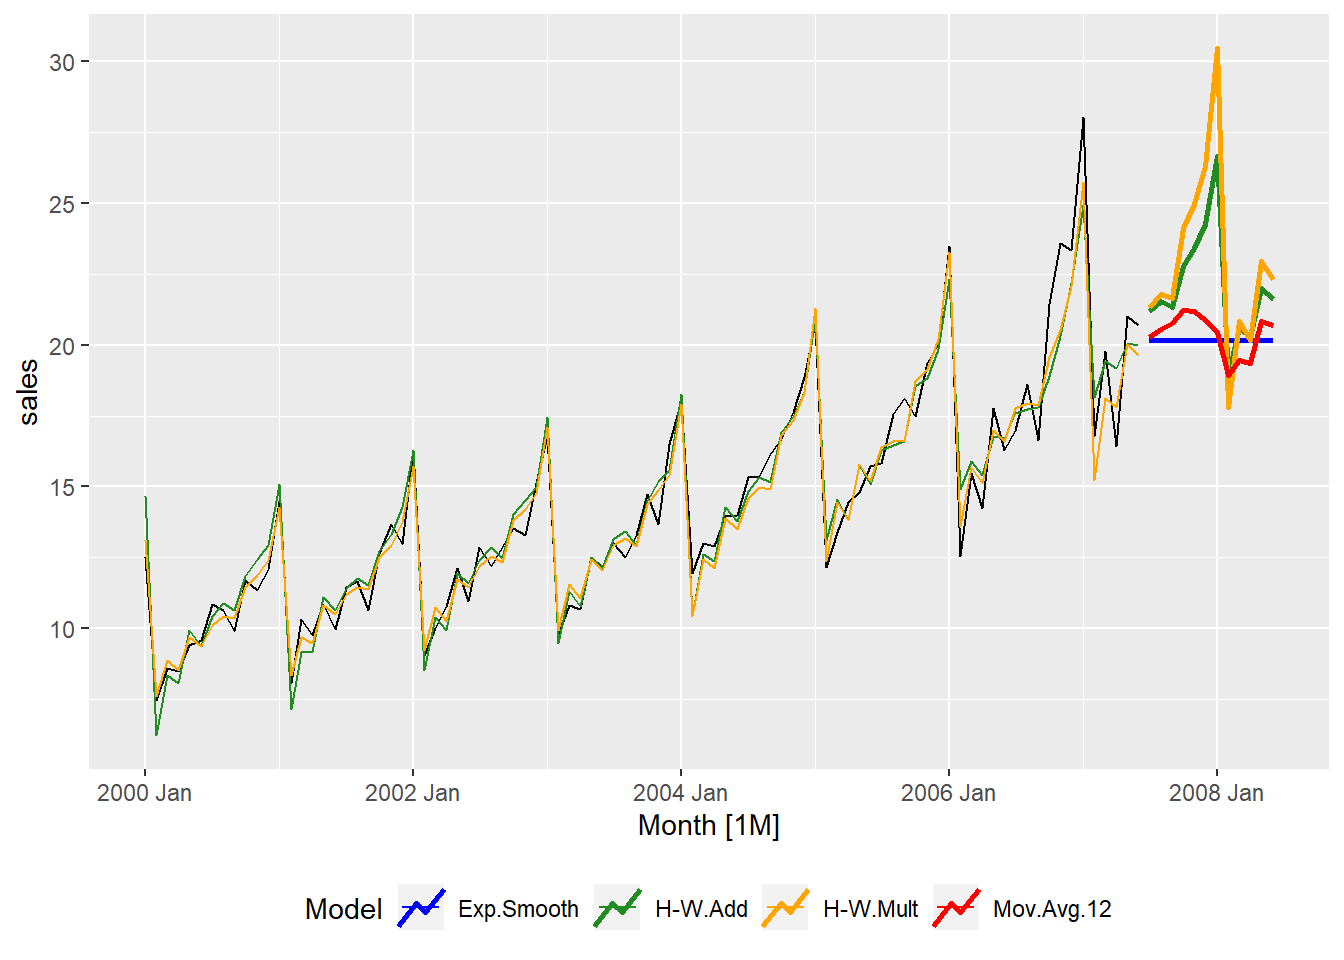 30
25
20
15
10
sales
2000 Jan 2002 Jan 2004 Jan 2006 Jan 2008 Jan
Month [1M]
Model Exp.Smooth H-W.Add H-W.Mult Mov.Avg.12